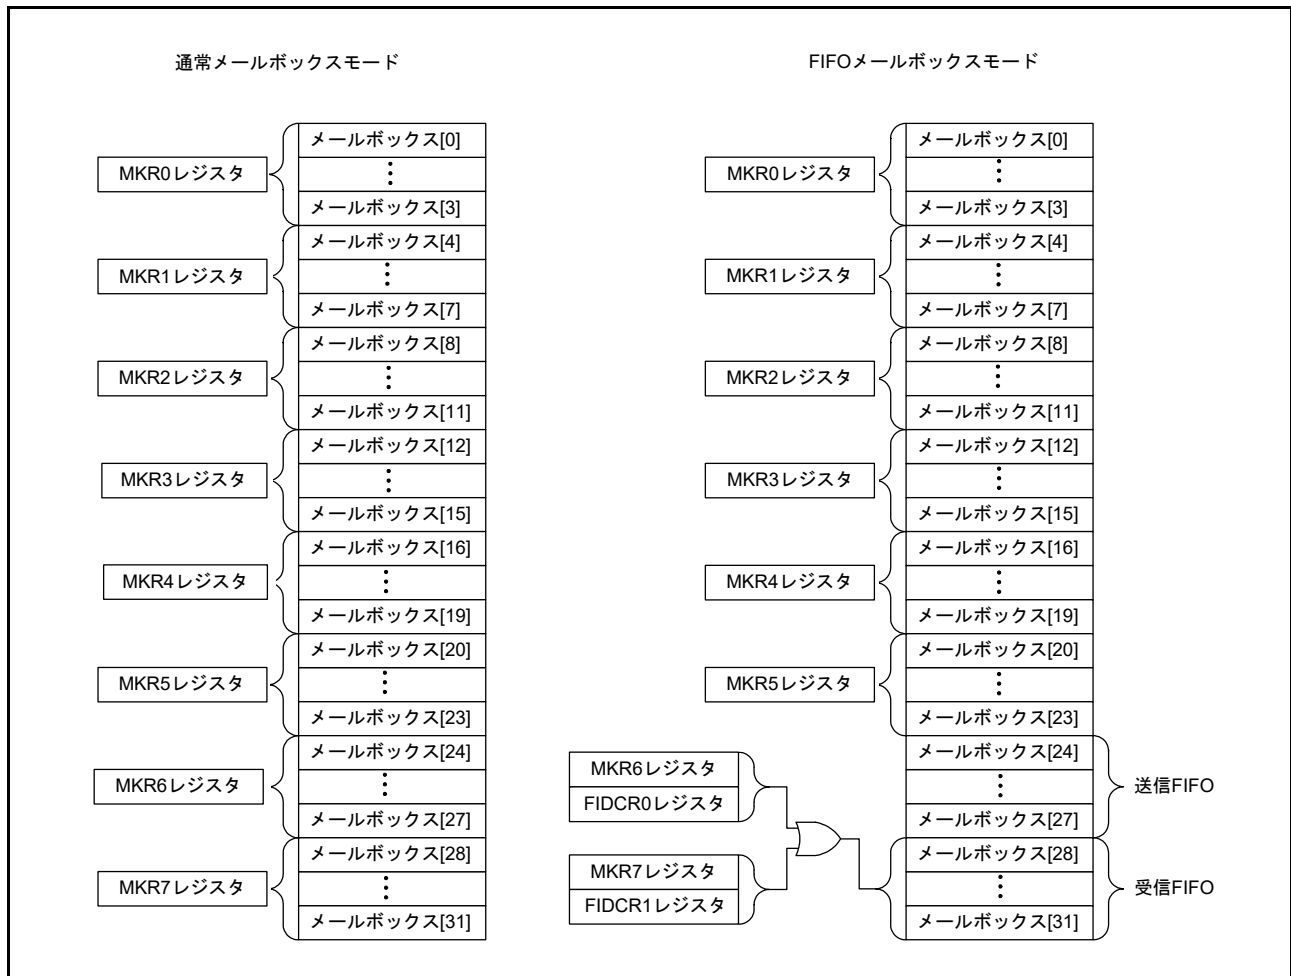 通常メールボックスモード
メールボックス[0]
MKR0レジスタ
メールボックス[3]
メールボックス[4]
MKR1レジスタ
メールボックス[7]
メールボックス[8]
MKR2レジスタ
メールボックス[11]
メールボックス[12]
MKR3レジスタ
メールボックス[15]
メールボックス[16]
MKR4レジスタ
メールボックス[19]
メールボックス[20]
MKR5レジスタ
メールボックス[23]
メールボックス[24]
MKR6レジスタ
メールボックス[27]
メールボックス[28]
MKR7レジスタ
メールボックス[31]
FIFOメールボックスモード
メールボックス[0]
MKR0レジスタ
メールボックス[3]
メールボックス[4]
MKR1レジスタ
メールボックス[7]
メールボックス[8]
MKR2レジスタ
メールボックス[11]
メールボックス[12]
MKR3レジスタ
メールボックス[15]
メールボックス[16]
MKR4レジスタ
メールボックス[19]
メールボックス[20]
MKR5レジスタ
メールボックス[23]
メールボックス[24]
MKR6レジスタ
FIDCR0レジスタ
送信FIFO
メールボックス[27]
メールボックス[28]
MKR7レジスタ
FIDCR1レジスタ
受信FIFO
メールボックス[31]